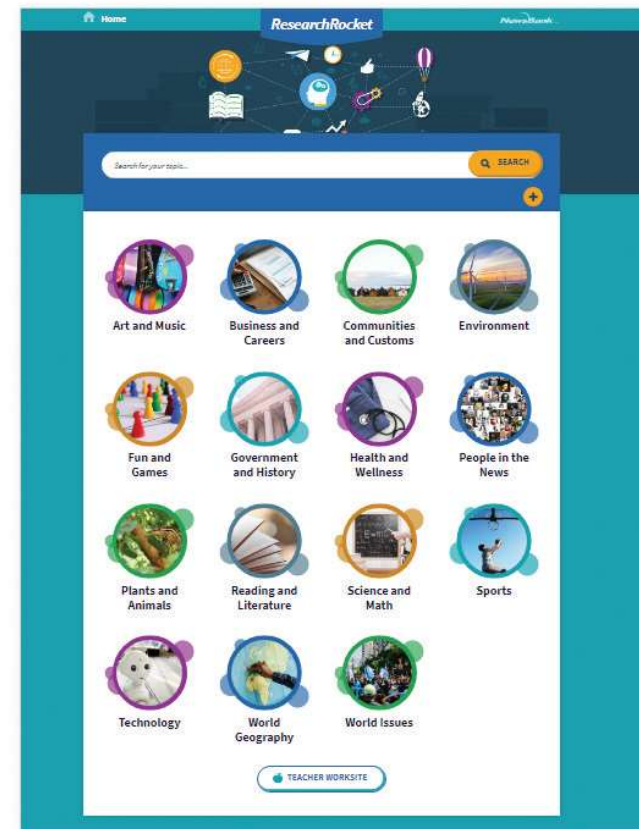 Home
ResearchRocket
NewsBank
Search for your topic...
SEARCH
Art and Music
Business and
Careers
Communities
and Customs
Environment
Fun and
Games
Government
and History
Health and
Wellness
People in the
News
Plants and
Animals
Reading and
Literature
Science and
Math
Sports
Technology
World
Geography
World Issues
TEACHER WORKSITE